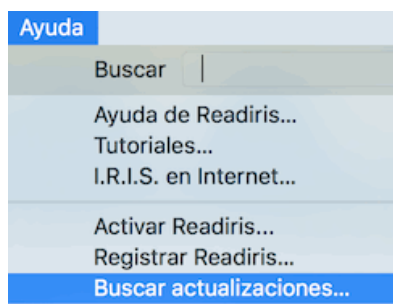 Ayuda
Buscar
Ayuda de Readiris...
Tutoriales...
I.R.I.S. en Internet...
Activar Readiris...
Registrar Readiris...
Buscar actualizaciones...